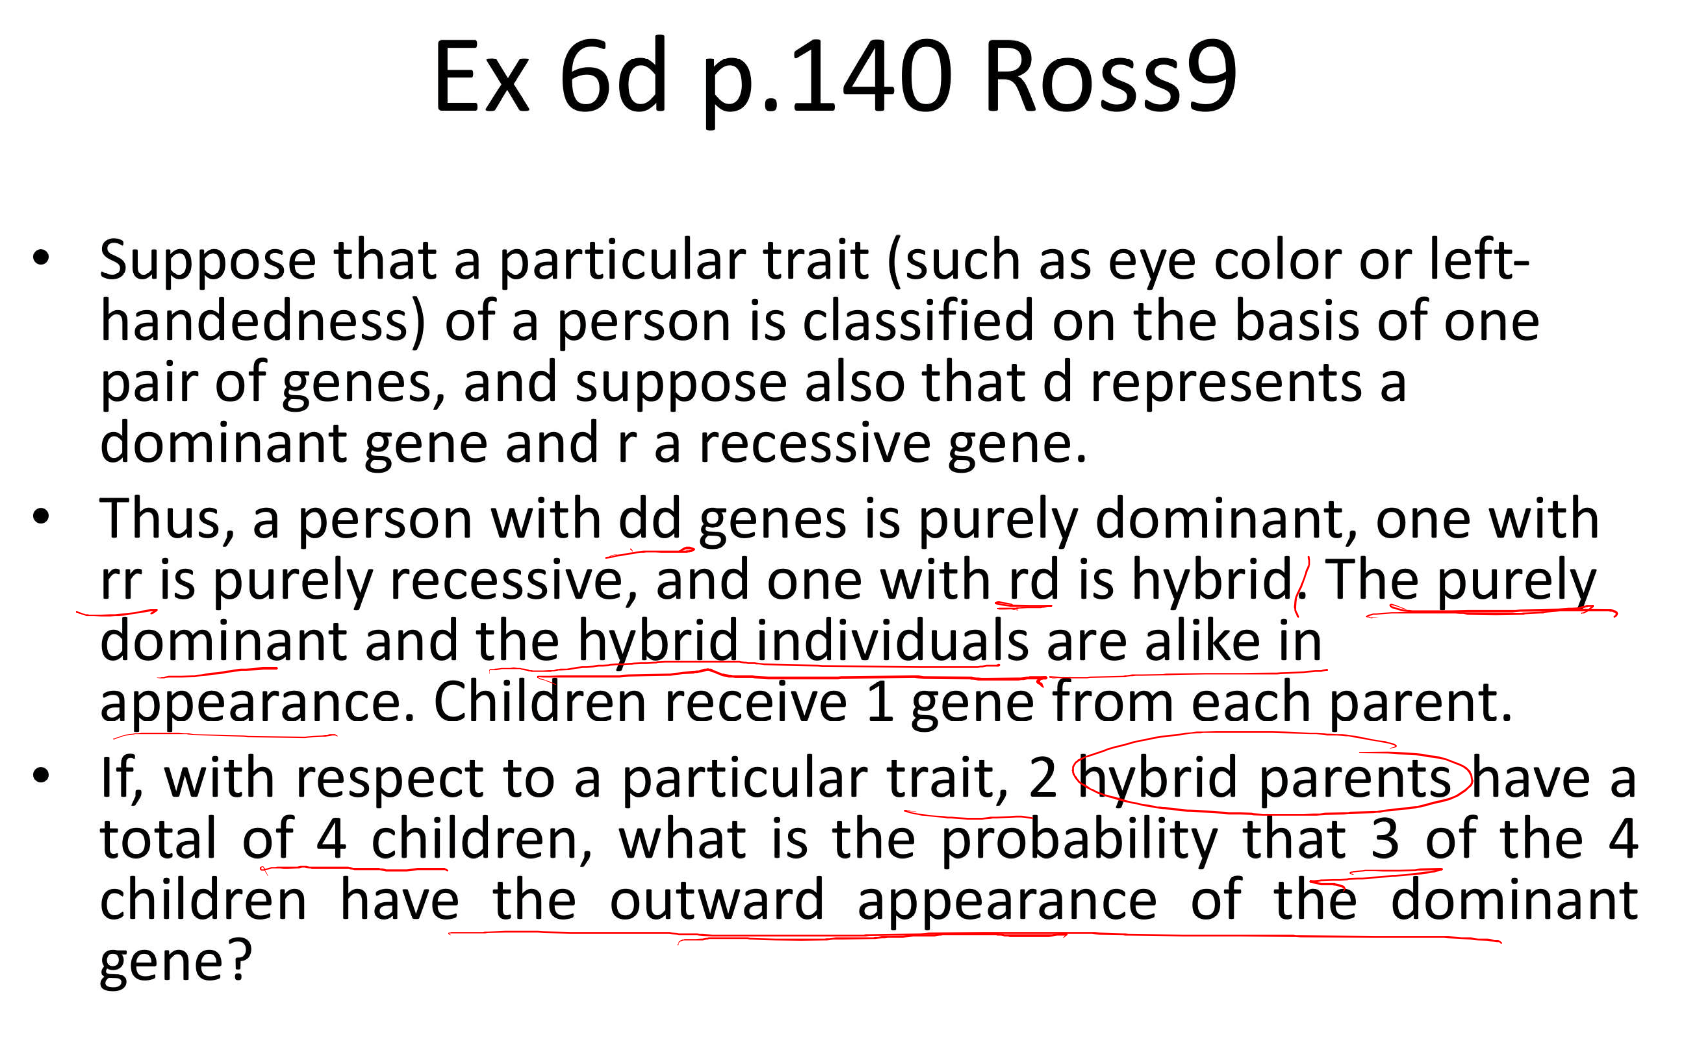 Ex 6d p.140 Ross9
• Suppose that a particular trait (such as eye color or left-
handedness) of a person is classified on the basis of one
pair of genes, and suppose also that d represents a
dominant gene and r a recessive gene.
• Thus, a person with dd genes is purely dominant, one with
rr is purely recessive, and one with rd is hybrid. The purely
dominant and the hybrid individuals are alike in
appearance. Children receive 1 gene from each parent.
• If, with respect to a particular trait, 2 hybrid parents have a
total of 4 children, what is the probability that 3 of the 4
children have the outward appearance of the dominant
gene?